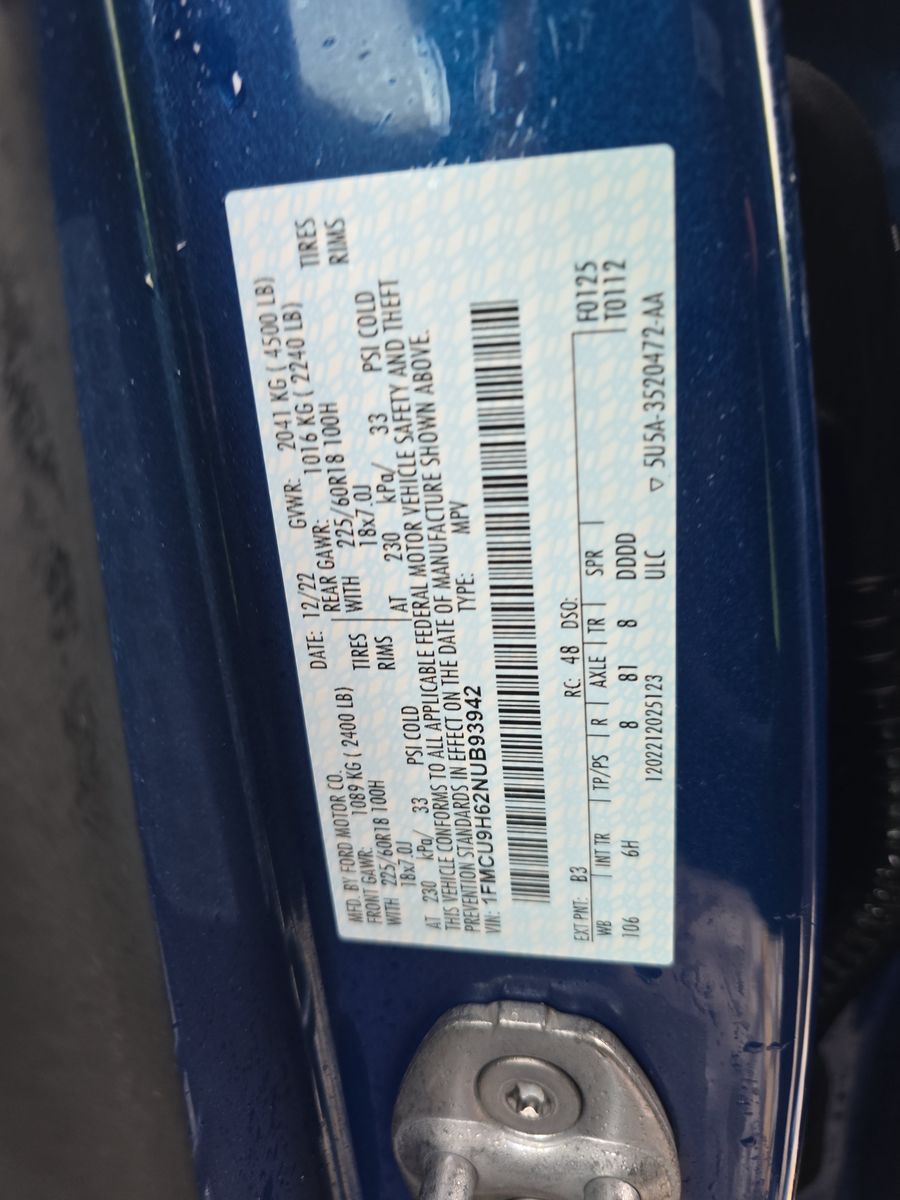 MFD. BY FORD MOTOR CO. DATE: 12/22 GVWR: 2041 KG ( 4500 LB)
FRONT GAWR: 1089 KG ( 2400 LB) REAR GAWR: 1016 KG ( 2240 LB)
WITH 225/60R18 100H TIRES WITH 225/60R18 100H TIRES
18x7.0J RIMS 18x7.0J RIMS
AT 230 kPa/ 33 PSI COLD AT 230 kPa/ 33 PSI COLD
THIS VEHICLE CONFORMS TO ALL APPLICABLE FEDERAL MOTOR VEHICLE SAFETY AND THEFT
PREVENTION STANDARDS IN EFFECT ON THE DATE OF MANUFACTURE SHOWN ABOVE.
VIN: 1FMCU9H62NUB93942 TYPE: MPV
EXT PNT: B3 RC: 48 DSO: F0125
WB INT TR TP/PS R AXLE TR SPR T0112
106 6H 8 81 8 DDDD
1202212025123 ULC ▽ 5U5A-3520472-AA